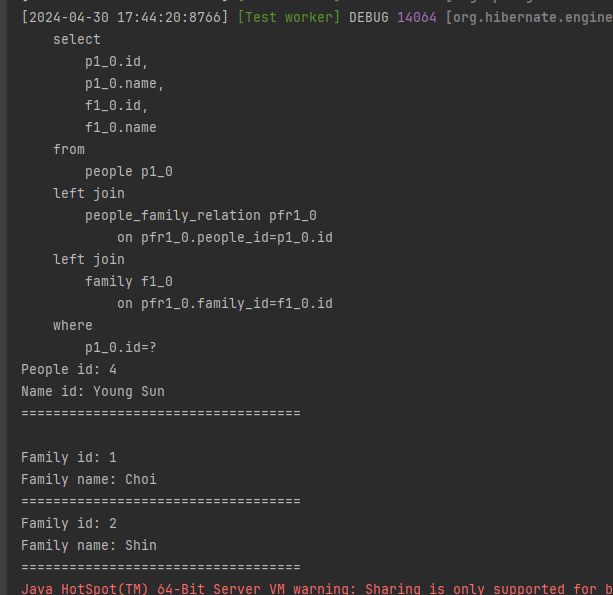 [2024-04-30 17:44:20:8766] [Test worker] DEBUG 14064 [org.hibernate.engine
select
p1_0.id,
p1_0.name,
f1_0.id,
f1_0.name
from
people p1_0
left join
people_family_relation pfr1_0
on pfr1_0.people_id=p1_0.id
left join
family f1_0
on pfr1_0.family_id=f1_0.id
where
p1_0.id=?
People id: 4
Name id: Young Sun
===================================
Family id: 1
Family name: Choi
===================================
Family id: 2
Family name: Shin
===================================
Java HotSpot(TM) 64-Bit Server VM warning: Sharing is only supported for b